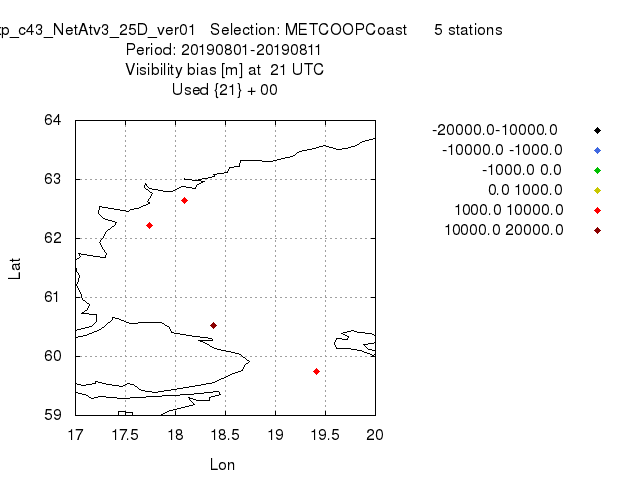 _c43_NetAtv3_25D_ver01 Selection: METCOOPCoast 5 stations
Period: 20190801-20190811
Visibility bias [m] at 21 UTC
Used {21} + 00
-20000.0-10000.0
-10000.0 -1000.0
-1000.0 0.0
0.0 1000.0
1000.0 10000.0
10000.0 20000.0
64
63
62
61
60
59
Lat
17 17.5 18 18.5 19 19.5 20
Lon